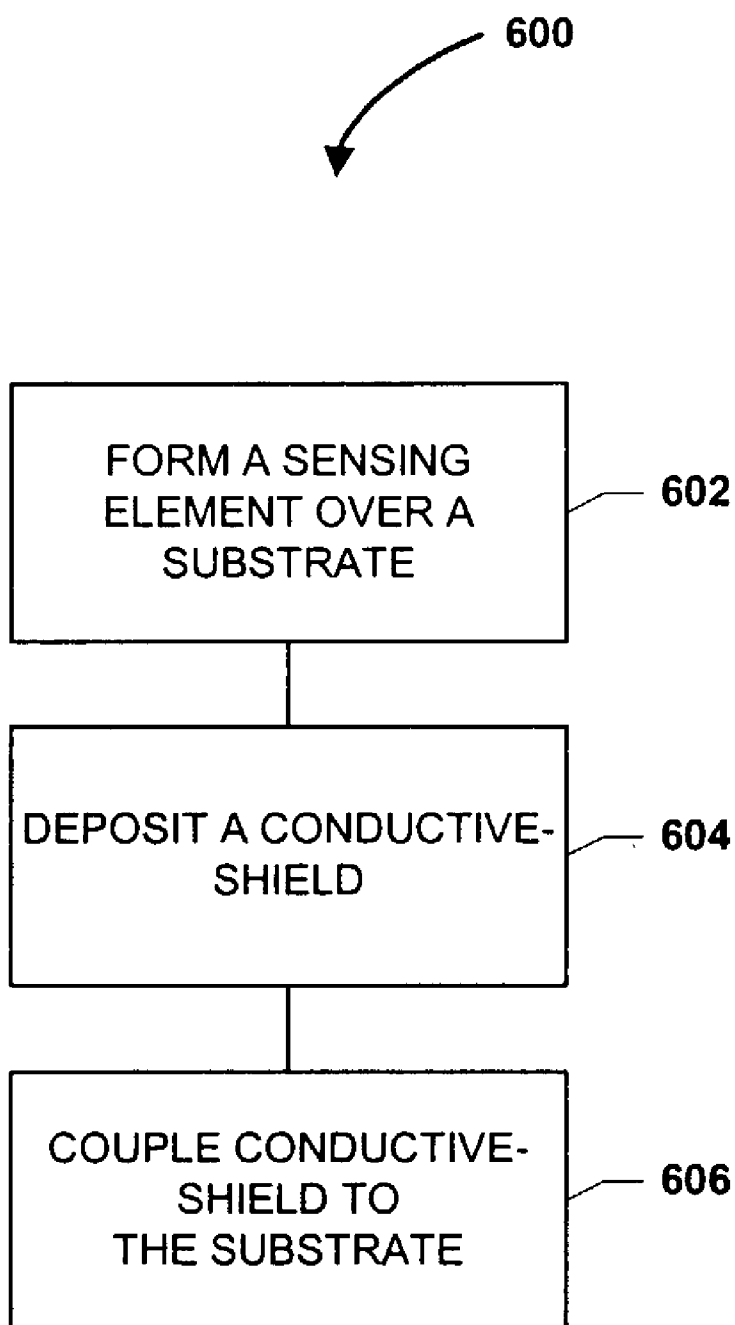 600
FORM A SENSING
ELEMENT OVER A
SUBSTRATE
602
DEPOSIT A CONDUCTIVE-
SHIELD
604
COUPLE CONDUCTIVE-
SHIELD TO
THE SUBSTRATE
606